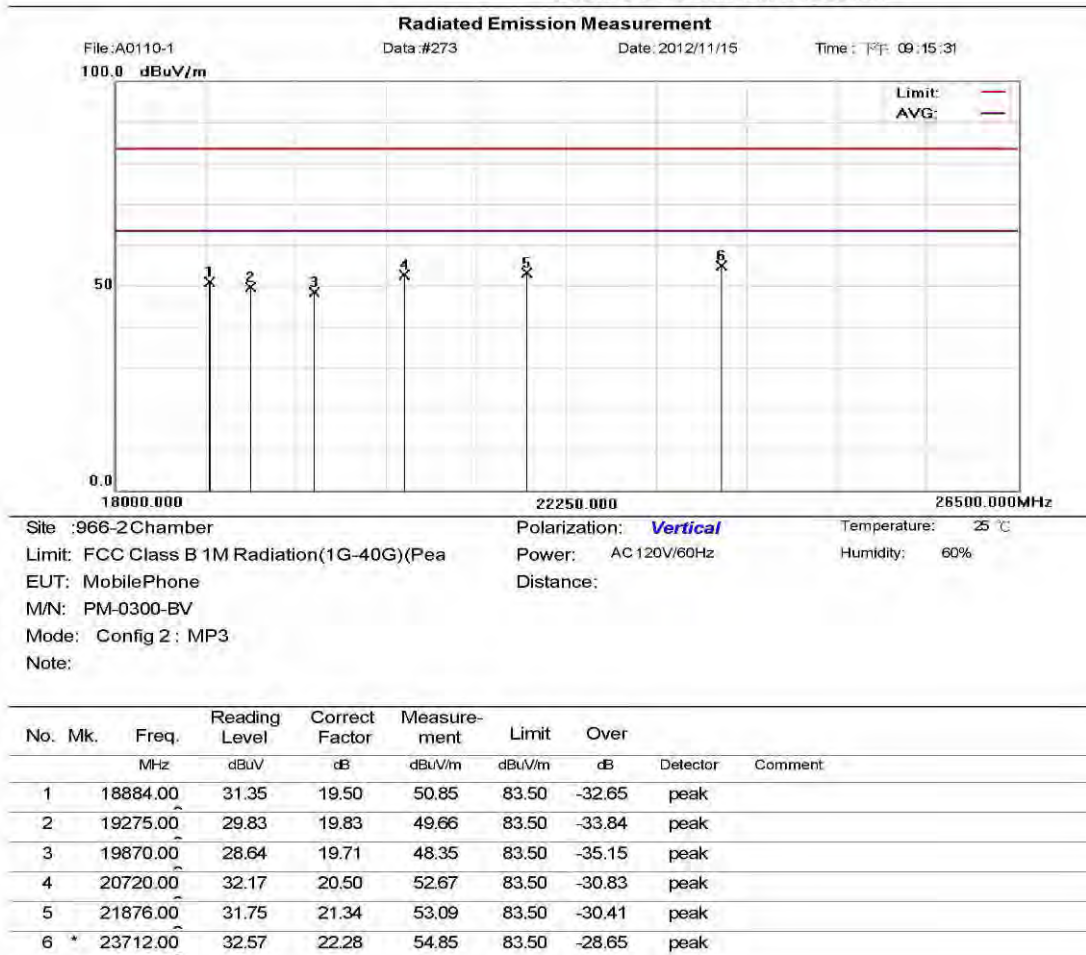 Radiated Emission Measurement
File:A0110-1 Data:#273 Date:2012/11/15 Time: 下午 09:15:31
100.0 dBuV/m
Limit:
AVG:
1 2 3 4 5 6
50
0.0
18000.000 22250.000 26500.000MHz
Site :966-2Chamber Polarization: Vertical Temperature: 25 ℃
Limit: FCC Class B 1M Radiation(1G-40G)(Pea Power: AC 120V/60Hz Humidity: 60%
EUT: MobilePhone Distance:
M/N: PM-0300-BV
Mode: Config 2 : MP3
Note:
No. Mk. Freq. Reading Level Correct Factor Measure-ment Limit Over
MHz dBuV dB dBuV/m dBuV/m dB Detector Comment
1 18884.00 31.35 19.50 50.85 83.50 -32.65 peak
2 19275.00 29.83 19.83 49.66 83.50 -33.84 peak
3 19870.00 28.64 19.71 48.35 83.50 -35.15 peak
4 20720.00 32.17 20.50 52.67 83.50 -30.83 peak
5 21876.00 31.75 21.34 53.09 83.50 -30.41 peak
6 * 23712.00 32.57 22.28 54.85 83.50 -28.65 peak